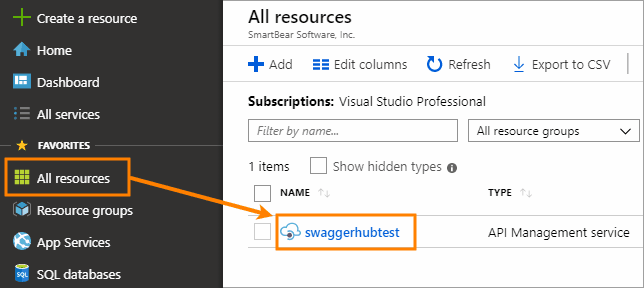 Create a resource
Home
Dashboard
All services
FAVORITES
All resources
Resource groups
App Services
SQL
SQL databases
All resources
SmartBear Software, Inc.
Add Edit columns Refresh Export to CSV
Subscriptions: Visual Studio Professional
Filter by name... All resource groups
1 items Show hidden types
NAME TYPE
swaggerhubtest API Management service